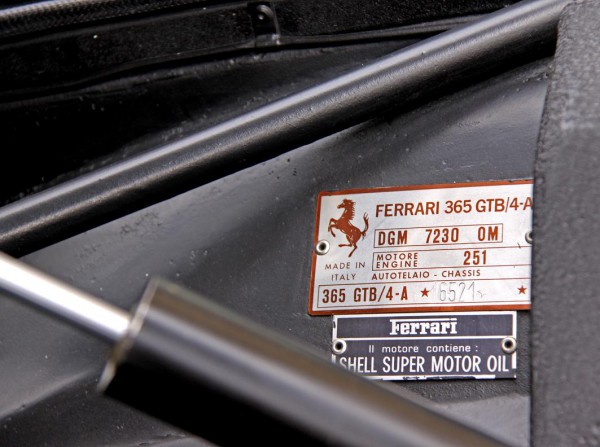 FERRARI 365 GTB/4-A
DGM 7230 OM
MOTORE
ENGINE
251
MADE IN
ITALY
AUTOTELAIO - CHASSIS
365 GTB/4-A ★ ★
Ferrari
Il motore contiene :
SHELL SUPER MOTOR OIL